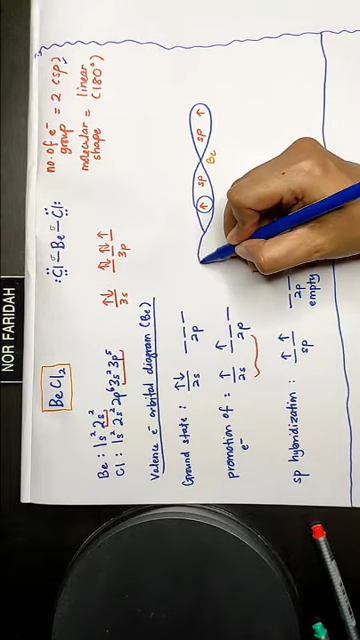 NOR FARIDAH
BeCl₂
Be : 1s² 2s²
Cl : 1s² 2s² 2p⁶ 3s² 3p⁵
↑↓ ↑↓ ↑↓ ↑
3s 3p
:Cl – Be – Cl:
σ σ
no. of e⁻ = 2 (sp)
group
molecular = linear
shape (180°)
Valence e⁻ orbital diagram (Be)
Ground state : ↑↓
2s 2p
promotion of : ↑ ↑
e⁻ 2s 2p
sp hybridization : ↑ ↑
sp 2p
empty
↑ sp sp ↑
Be